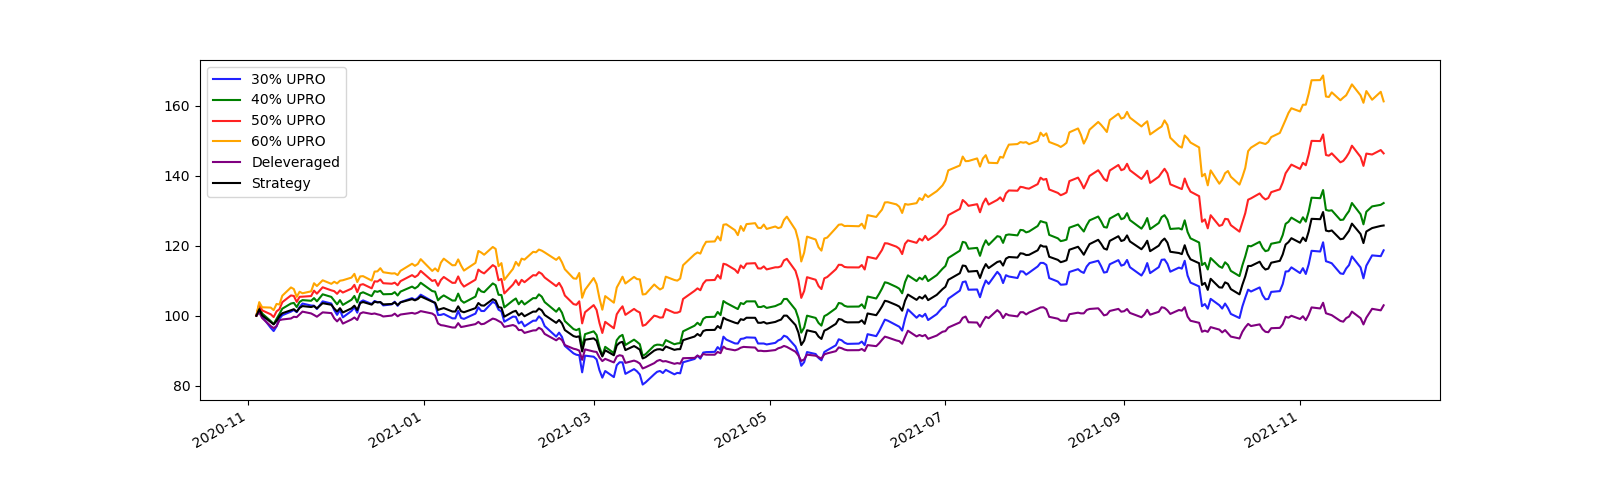 30% UPRO
40% UPRO
50% UPRO
60% UPRO
Deleveraged
Strategy
160
140
120
100
80
2020-11
2021-01
2021-03
2021-05
2021-07
2021-09
2021-11